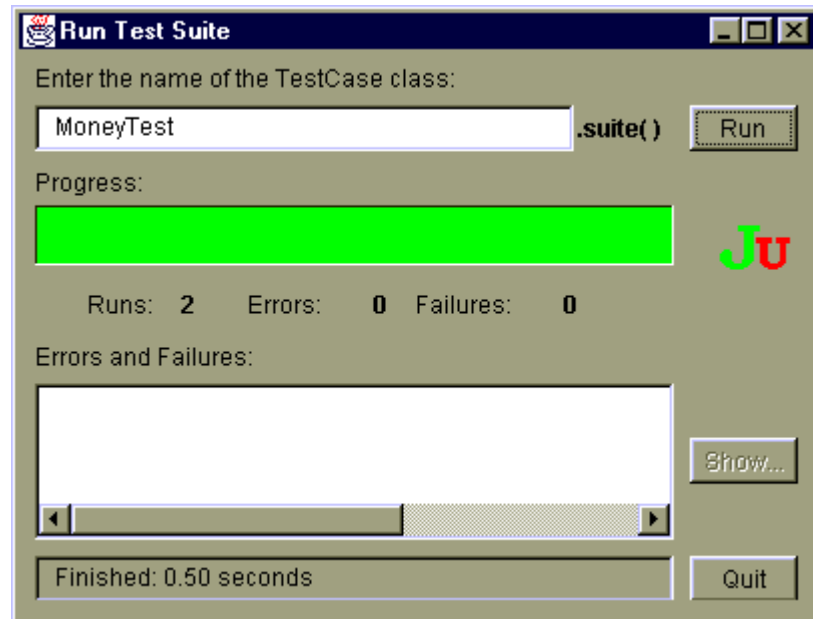 Run Test Suite
Enter the name of the TestCase class:
MoneyTest .suite( ) Run
Progress:
JU
Runs: 2 Errors: 0 Failures: 0
Errors and Failures:
Show...
Finished: 0.50 seconds Quit